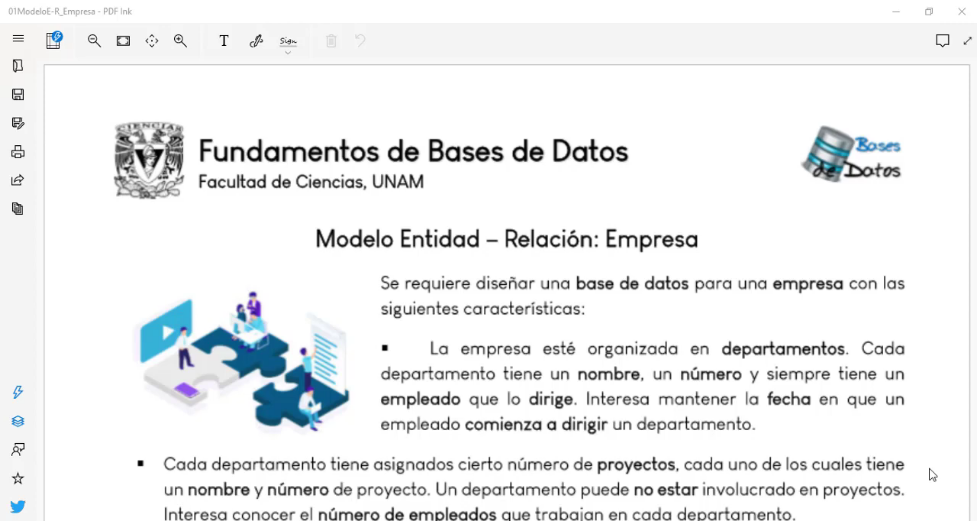 01ModeloE-R_Empresa - PDF Ink
T
Sign
CIENCIAS
Fundamentos de Bases de Datos
Facultad de Ciencias, UNAM
Bases
de Datos
Modelo Entidad – Relación: Empresa
Se requiere diseñar una base de datos para una empresa con las
siguientes características:
▪ La empresa esté organizada en departamentos. Cada
departamento tiene un nombre, un número y siempre tiene un
empleado que lo dirige. Interesa mantener la fecha en que un
empleado comienza a dirigir un departamento.
▪ Cada departamento tiene asignados cierto número de proyectos, cada uno de los cuales tiene
un nombre y número de proyecto. Un departamento puede no estar involucrado en proyectos.
Interesa conocer el número de empleados que trabajan en cada departamento.